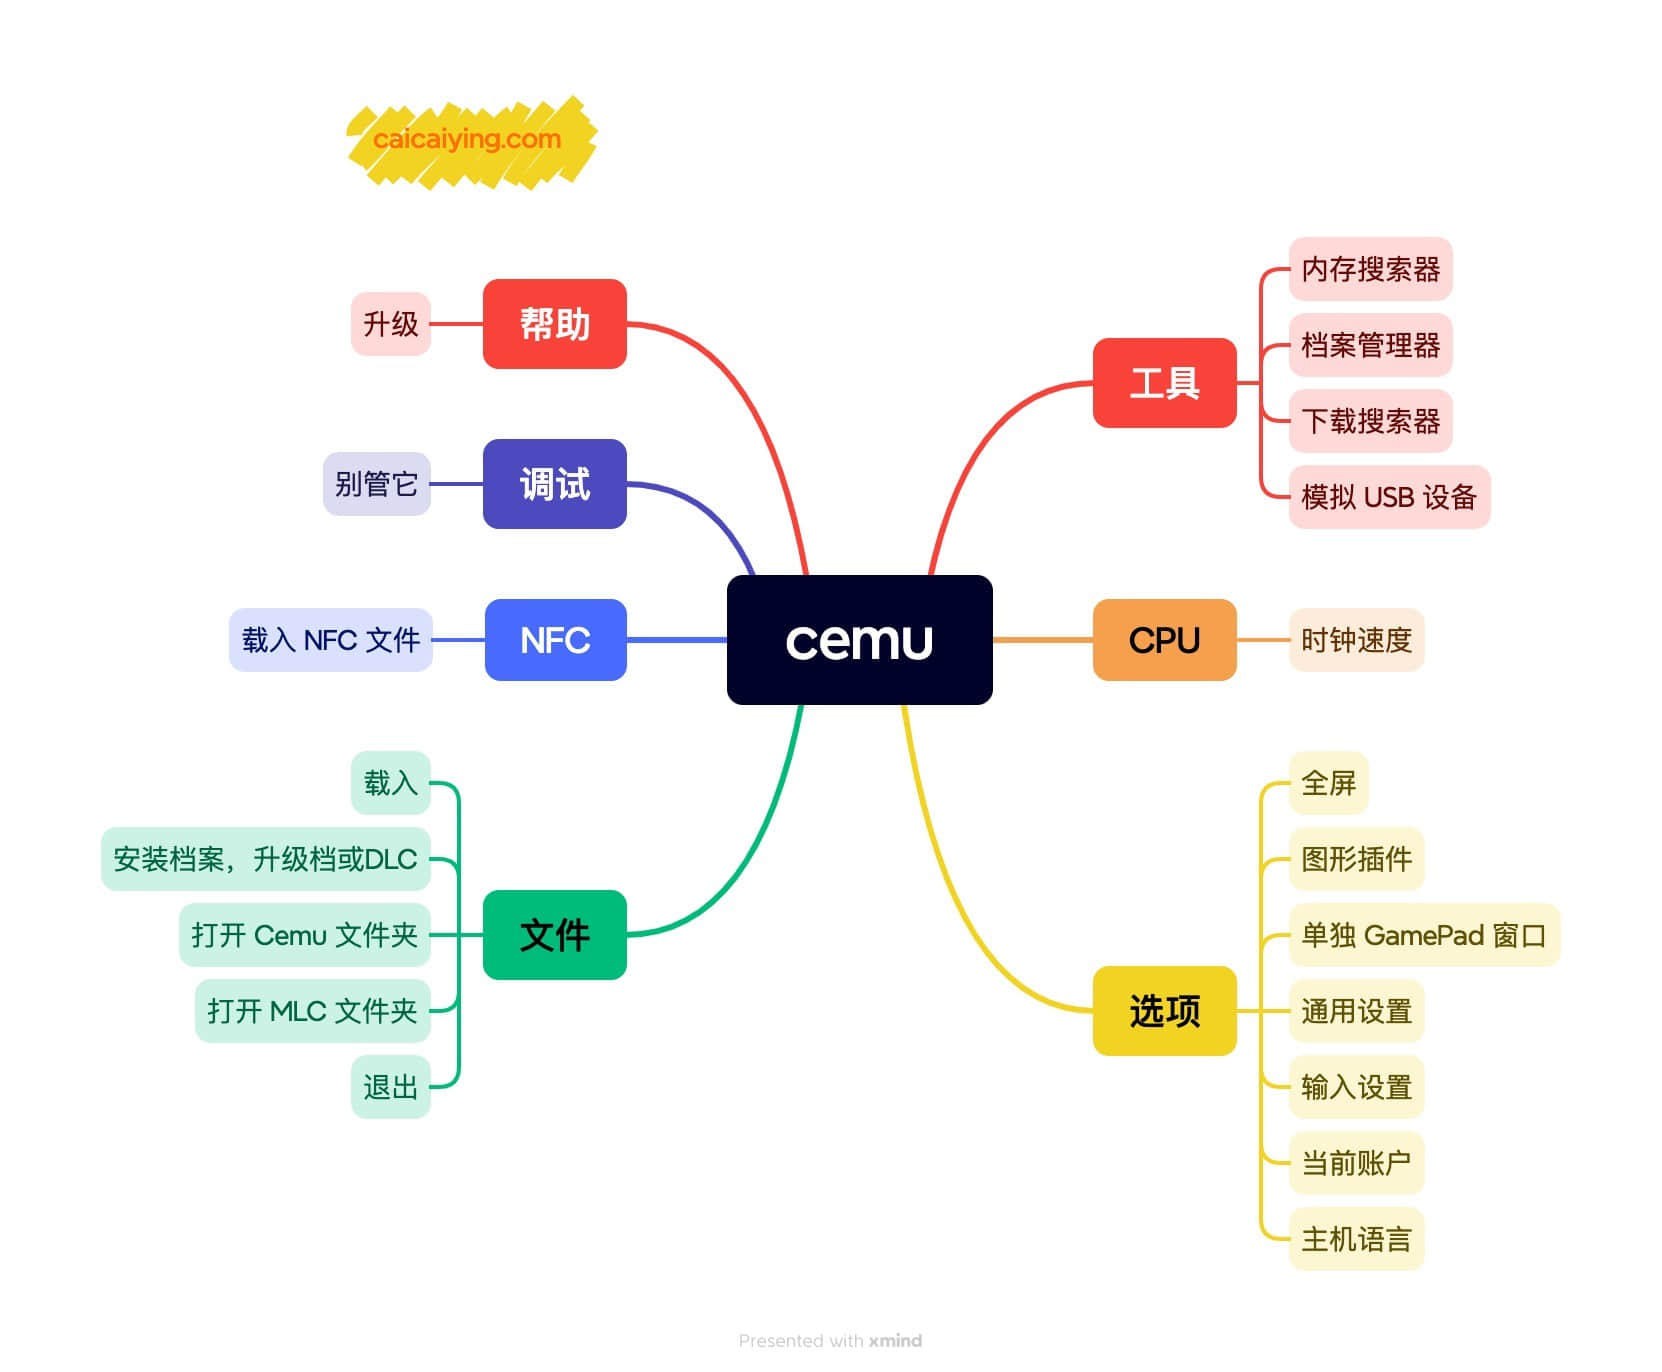 caicaiying.com
帮助
升级
调试
别管它
NFC
载入 NFC 文件
文件
载入
安装档案，升级档或DLC
打开 Cemu 文件夹
打开 MLC 文件夹
退出
cemu
工具
内存搜索器
档案管理器
下载搜索器
模拟 USB 设备
CPU
时钟速度
选项
全屏
图形插件
单独 GamePad 窗口
通用设置
输入设置
当前账户
主机语言
Presented with xmind